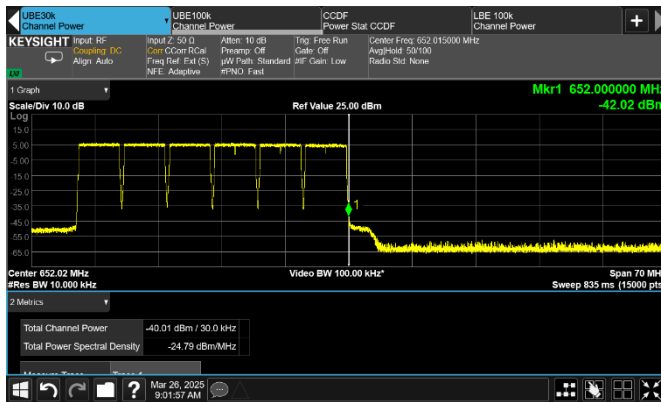 UBE30k
Channel Power
UBE100k
Channel Power
CCDF
Power Stat CCDF
LBE 100k
Channel Power
KEYSIGHT
Input: RF
Coupling: DC
Align: Auto
Input Z: 50 Ω
Corr CCorr RCal
Freq Ref: Ext (S)
NFE: Adaptive
Atten: 10 dB
Preamp: Off
µW Path: Standard
#PNO: Fast
Trig: Free Run
Gate: Off
#IF Gain: Low
Center Freq: 652.015000 MHz
Avg|Hold: 50/100
Radio Std: None
1 Graph
Mkr1 652.000000 MHz
-42.02 dBm
Scale/Div 10.0 dB
Ref Value 25.00 dBm
Log
15.0
5.00
-5.00
-15.0
-25.0
-35.0
-45.0
-55.0
-65.0
1
Center 652.02 MHz
Video BW 100.00 kHz*
Span 70 MH
#Res BW 10.000 kHz
Sweep 835 ms (15000 pts
2 Metrics
Total Channel Power
-40.01 dBm / 30.0 kHz
Total Power Spectral Density
-24.79 dBm/MHz
Mar 26, 2025
9:01:57 AM